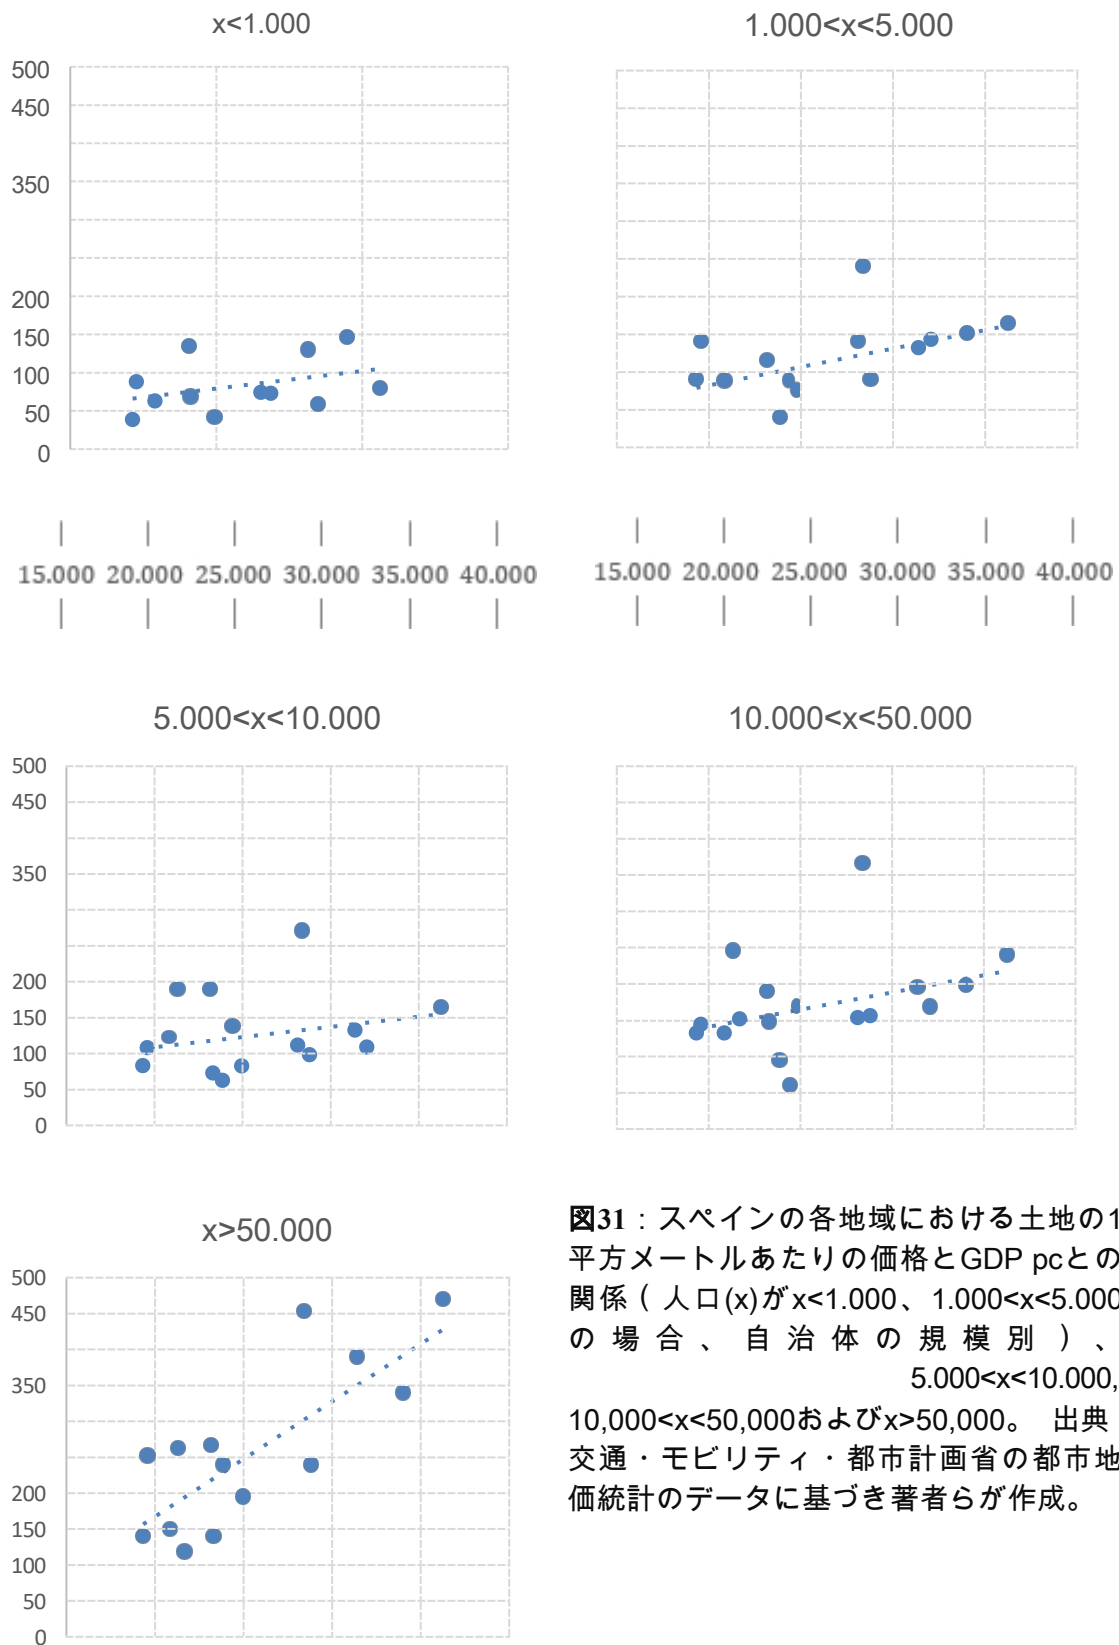 x<1.000
500
450
350
200
150
100
50
0
15.000 20.000 25.000 30.000 35.000 40.000
1.000<x<5.000
15.000 20.000 25.000 30.000 35.000 40.000
5.000<x<10.000
500
450
350
200
150
100
50
0
10.000<x<50.000
x>50.000
500
450
350
200
150
100
50
0
図31：スペインの各地域における土地の1
平方メートルあたりの価格とGDP pcとの
関係（ 人口(x)がx<1.000、1.000<x<5.000
の場合、自治体の規模別）、
5.000<x<10.000,
10,000<x<50,000およびx>50,000。 出典
交通・モビリティ・都市計画省の都市地
価統計のデータに基づき著者らが作成。